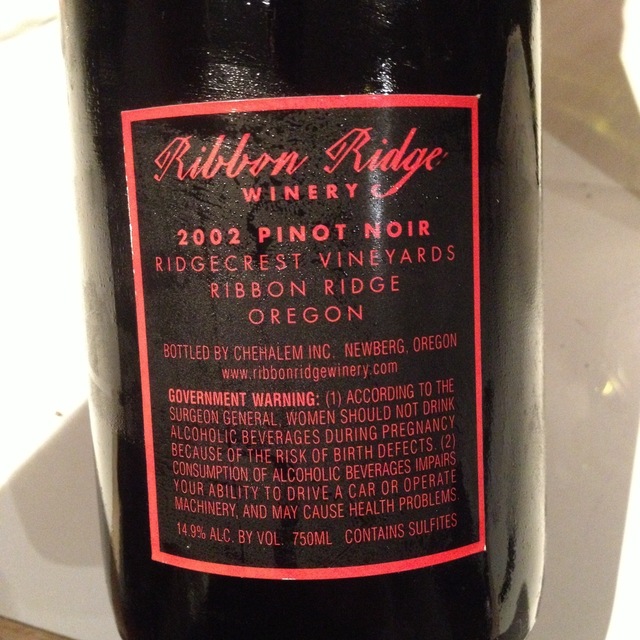 Ribbon Ridge
WINERY
2002 PINOT NOIR
RIDGECREST VINEYARDS
RIBBON RIDGE
OREGON
BOTTLED BY CHEHALEM INC. NEWBERG, OREGON
www.ribbonridgewinery.com
GOVERNMENT WARNING: (1) ACCORDING TO THE
SURGEON GENERAL, WOMEN SHOULD NOT DRINK
ALCOHOLIC BEVERAGES DURING PREGNANCY
BECAUSE OF THE RISK OF BIRTH DEFECTS. (2)
CONSUMPTION OF ALCOHOLIC BEVERAGES IMPAIRS
YOUR ABILITY TO DRIVE A CAR OR OPERATE
MACHINERY, AND MAY CAUSE HEALTH PROBLEMS.
14.9% ALC. BY VOL. 750ML CONTAINS SULFITES